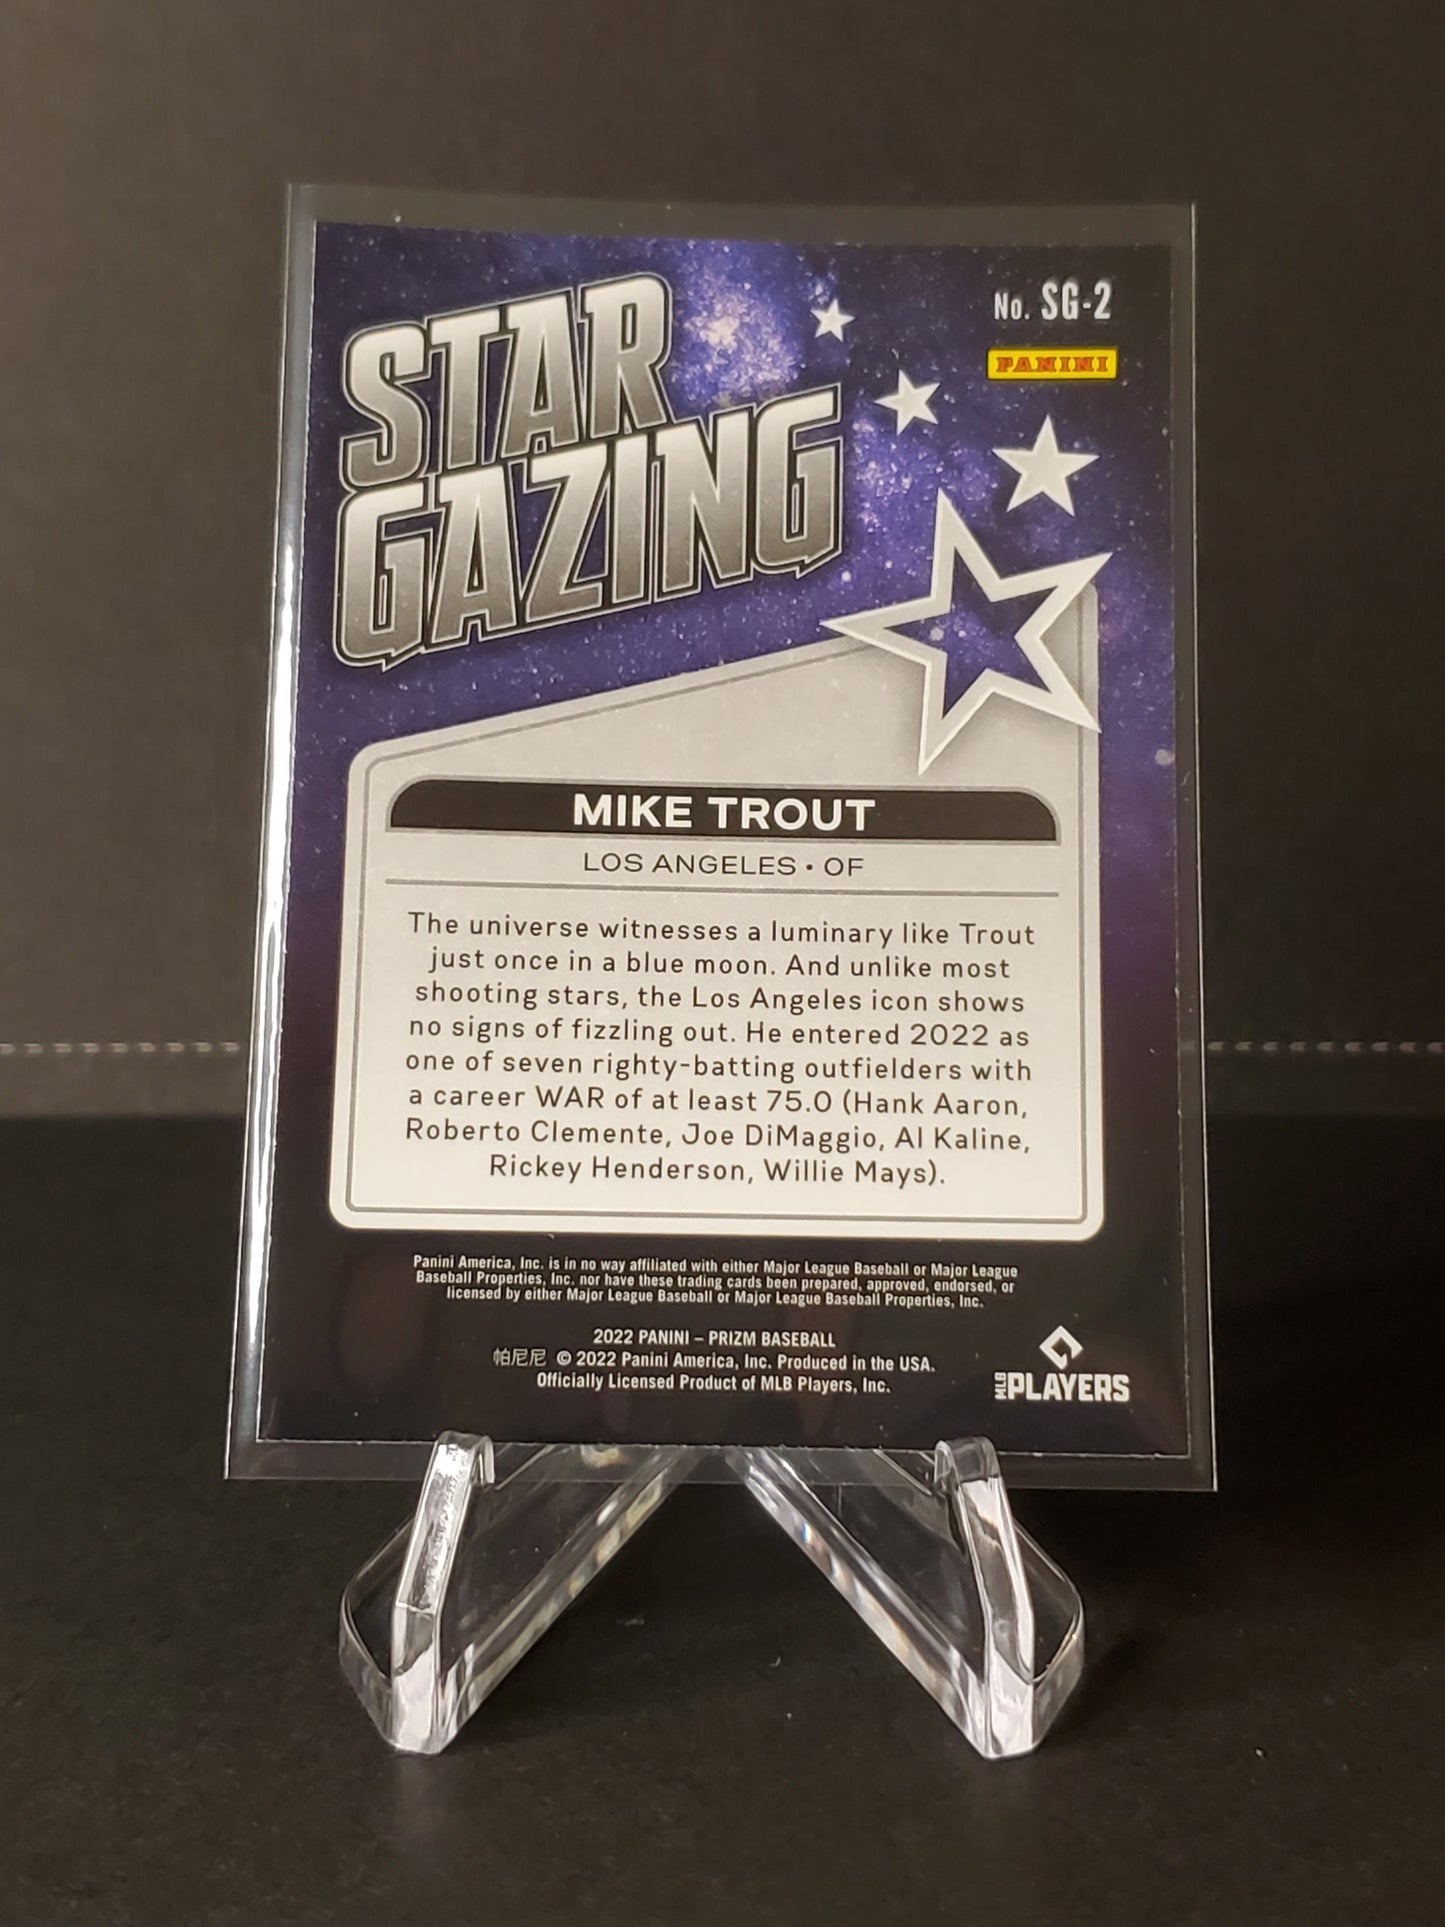 STAR
GAZING
No. SG-2
PANINI
MIKE TROUT
LOS ANGELES • OF
The universe witnesses a luminary like Trout
just once in a blue moon. And unlike most
shooting stars, the Los Angeles icon shows
no signs of fizzling out. He entered 2022 as
one of seven righty-batting outfielders with
a career WAR of at least 75.0 (Hank Aaron,
Roberto Clemente, Joe DiMaggio, Al Kaline,
Rickey Henderson, Willie Mays).
Panini America, Inc. is in no way affiliated with either Major League Baseball or Major League
Baseball Properties, Inc. nor have these trading cards been prepared, approved, endorsed, or
licensed by either Major League Baseball or Major League Baseball Properties, Inc.
2022 PANINI – PRIZM BASEBALL
帕尼尼 © 2022 Panini America, Inc. Produced in the USA.
Officially Licensed Product of MLB Players, Inc.
MLB PLAYERS